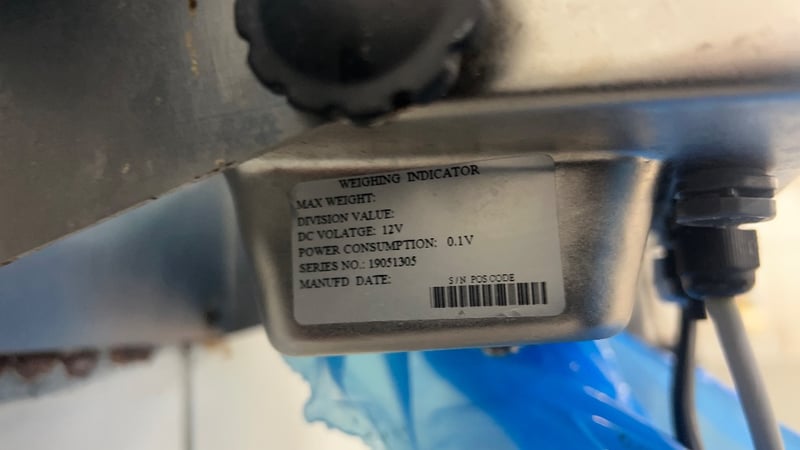 WEIGHING INDICATOR
MAX WEIGHT:
DIVISION VALUE:
DC VOLATGE: 12V
POWER CONSUMPTION: 0.1V
SERIES NO.: 19051305
MANUFD DATE:
S/N POS CODE